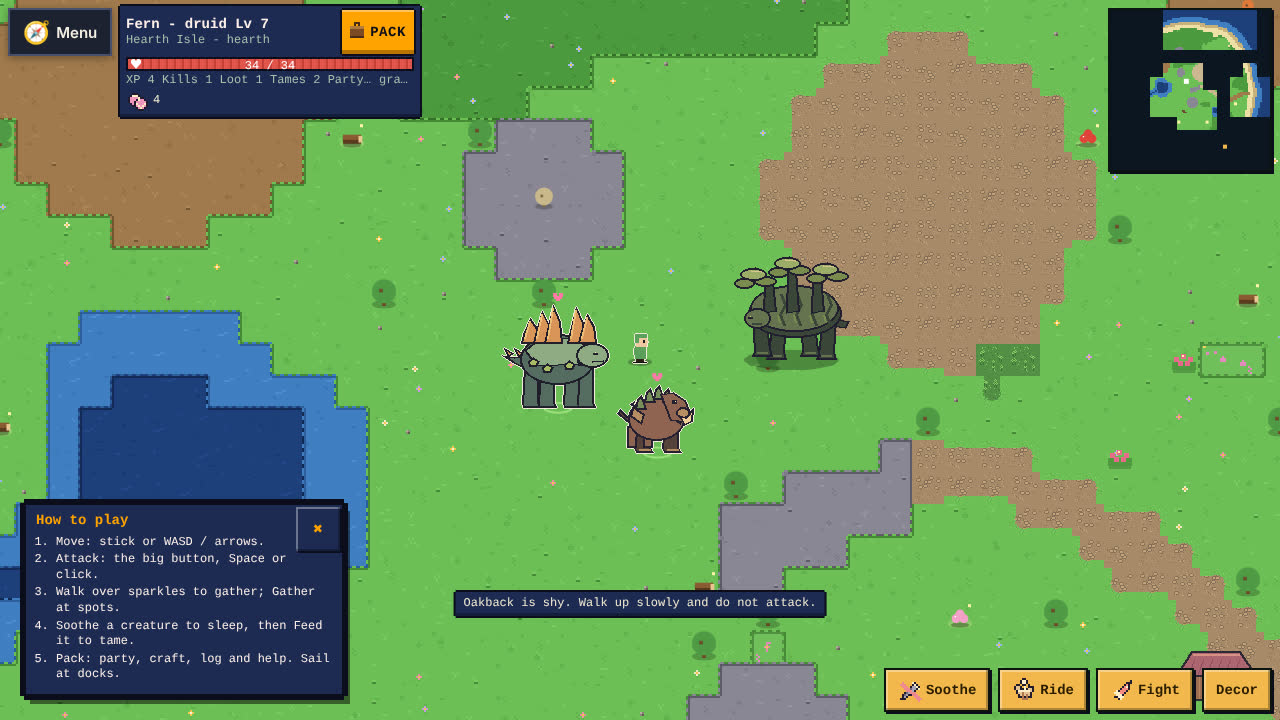 Menu
Fern - druid Lv 7
Hearth Isle - hearth
PACK
34 / 34
XP 4 Kills 1 Loot 1 Tames 2 Party… gra…
4
How to play
1. Move: stick or WASD / arrows.
2. Attack: the big button, Space or
click.
3. Walk over sparkles to gather; Gather
at spots.
4. Soothe a creature to sleep, then Feed
it to tame.
5. Pack: party, craft, log and help. Sail
at docks.
Oakback is shy. Walk up slowly and do not attack.
Soothe
Ride
Fight
Decor